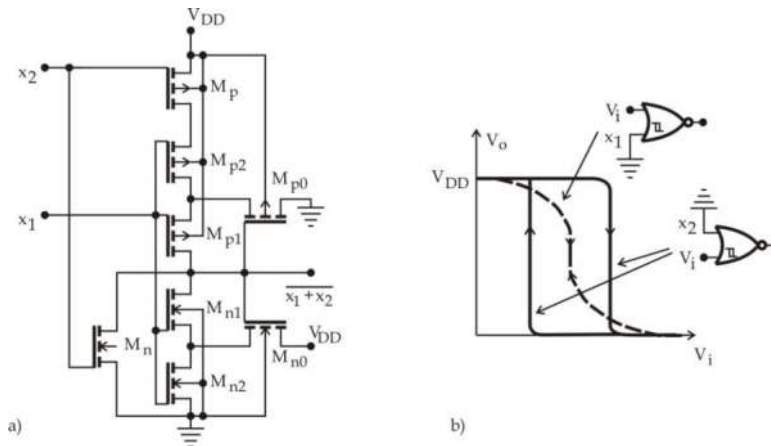 V_DD
x_2
M_p
M_p2
M_p0
x_1
M_p1
x_1+x_2
M_n1
M_n
V_DD
M_n0
M_n2
a)
V_i
x_1
V_o
V_DD
x_2
V_i
V_i
b)